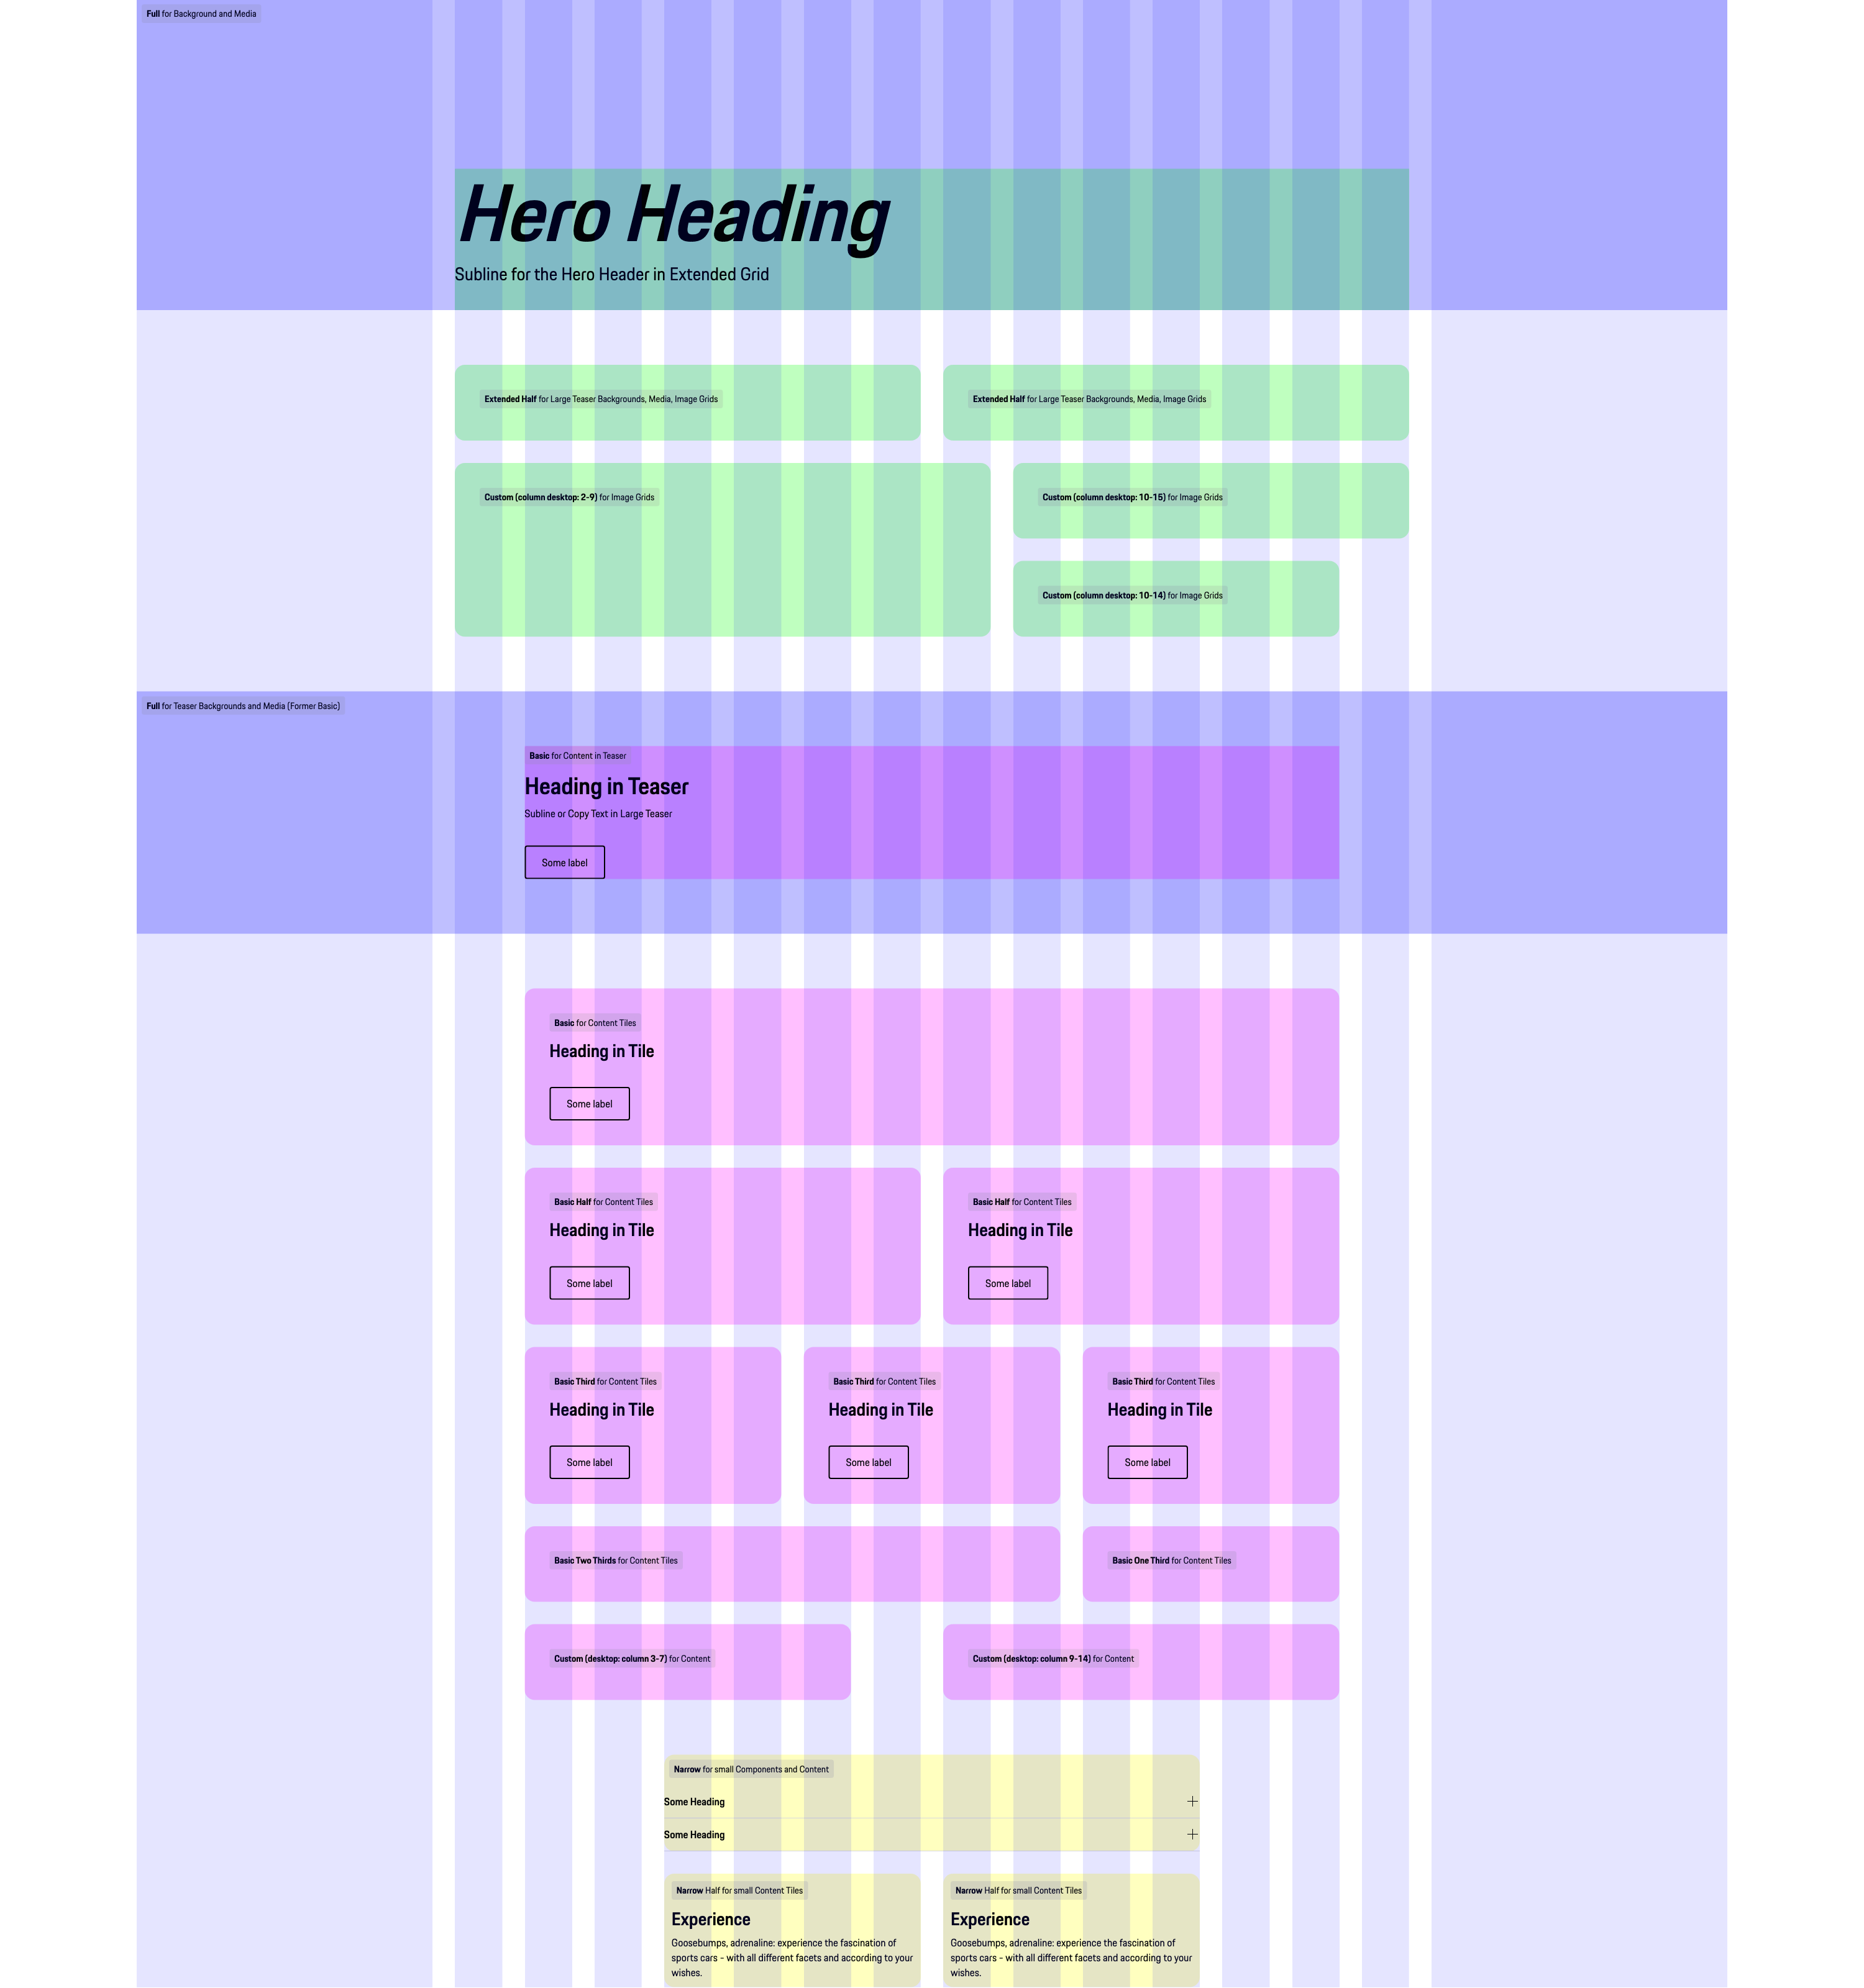 Full for Background and Media
Hero Heading
Subline for the Hero Header in Extended Grid
Extended Half for Large Teaser Backgrounds, Media, Image Grids
Extended Half for Large Teaser Backgrounds, Media, Image Grids
Custom (column desktop: 2-9) for Image Grids
Custom (column desktop: 10-15) for Image Grids
Custom (column desktop: 10-14) for Image Grids
Full for Teaser Backgrounds and Media (Former Basic)
Basic for Content in Teaser
Heading in Teaser
Subline or Copy Text in Large Teaser
Some label
Basic for Content Tiles
Heading in Tile
Some label
Basic Half for Content Tiles
Heading in Tile
Some label
Basic Half for Content Tiles
Heading in Tile
Some label
Basic Third for Content Tiles
Heading in Tile
Some label
Basic Third for Content Tiles
Heading in Tile
Some label
Basic Third for Content Tiles
Heading in Tile
Some label
Basic Two Thirds for Content Tiles
Basic One Third for Content Tiles
Custom (desktop: column 3-7) for Content
Custom (desktop: column 9-14) for Content
Narrow for small Components and Content
Some Heading
Some Heading
Narrow Half for small Content Tiles
Experience
Goosebumps, adrenaline: experience the fascination of
sports cars – with all different facets and according to your
wishes.
Narrow Half for small Content Tiles
Experience
Goosebumps, adrenaline: experience the fascination of
sports cars – with all different facets and according to your
wishes.